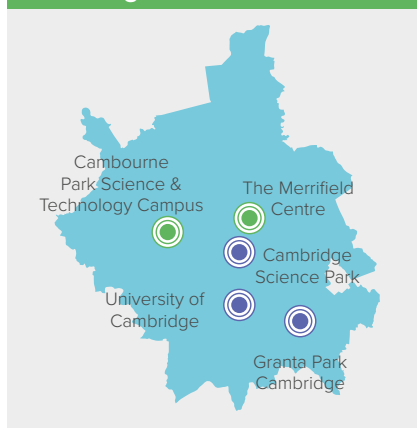 Cambourne
Park Science &
Technology Campus
The Merrifield
Centre
Cambridge
Science Park
University of
Cambridge
Granta Park
Cambridge